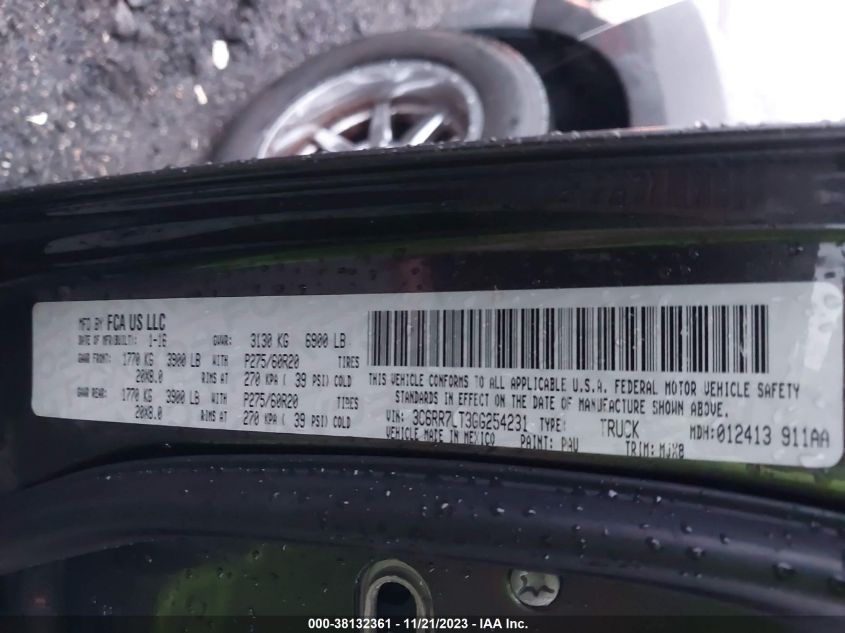 MFD BY FCA US LLC
DATE OF MFR(BUILT): 1-16 GVWR: 3130 KG 6900 LB
GAWR FRONT: 1770 KG 3900 LB WITH P275/60R20 TIRES
20X8.0 RIMS AT 270 KPA ( 39 PSI) COLD
GAWR REAR: 1770 KG 3900 LB WITH P275/60R20 TIRES
20X8.0 RIMS AT 270 KPA ( 39 PSI) COLD
THIS VEHICLE CONFORMS TO ALL APPLICABLE U.S.A. FEDERAL MOTOR VEHICLE SAFETY
STANDARDS IN EFFECT ON THE DATE OF MANUFACTURE SHOWN ABOVE.
VIN: 3C6RR7LT3GG254231 TYPE: TRUCK MDH:012413 911AA
VEHICLE MADE IN MEXICO PAINT: PAU TRIM: MJX8
000-38132361 - 11/21/2023 - IAA Inc.